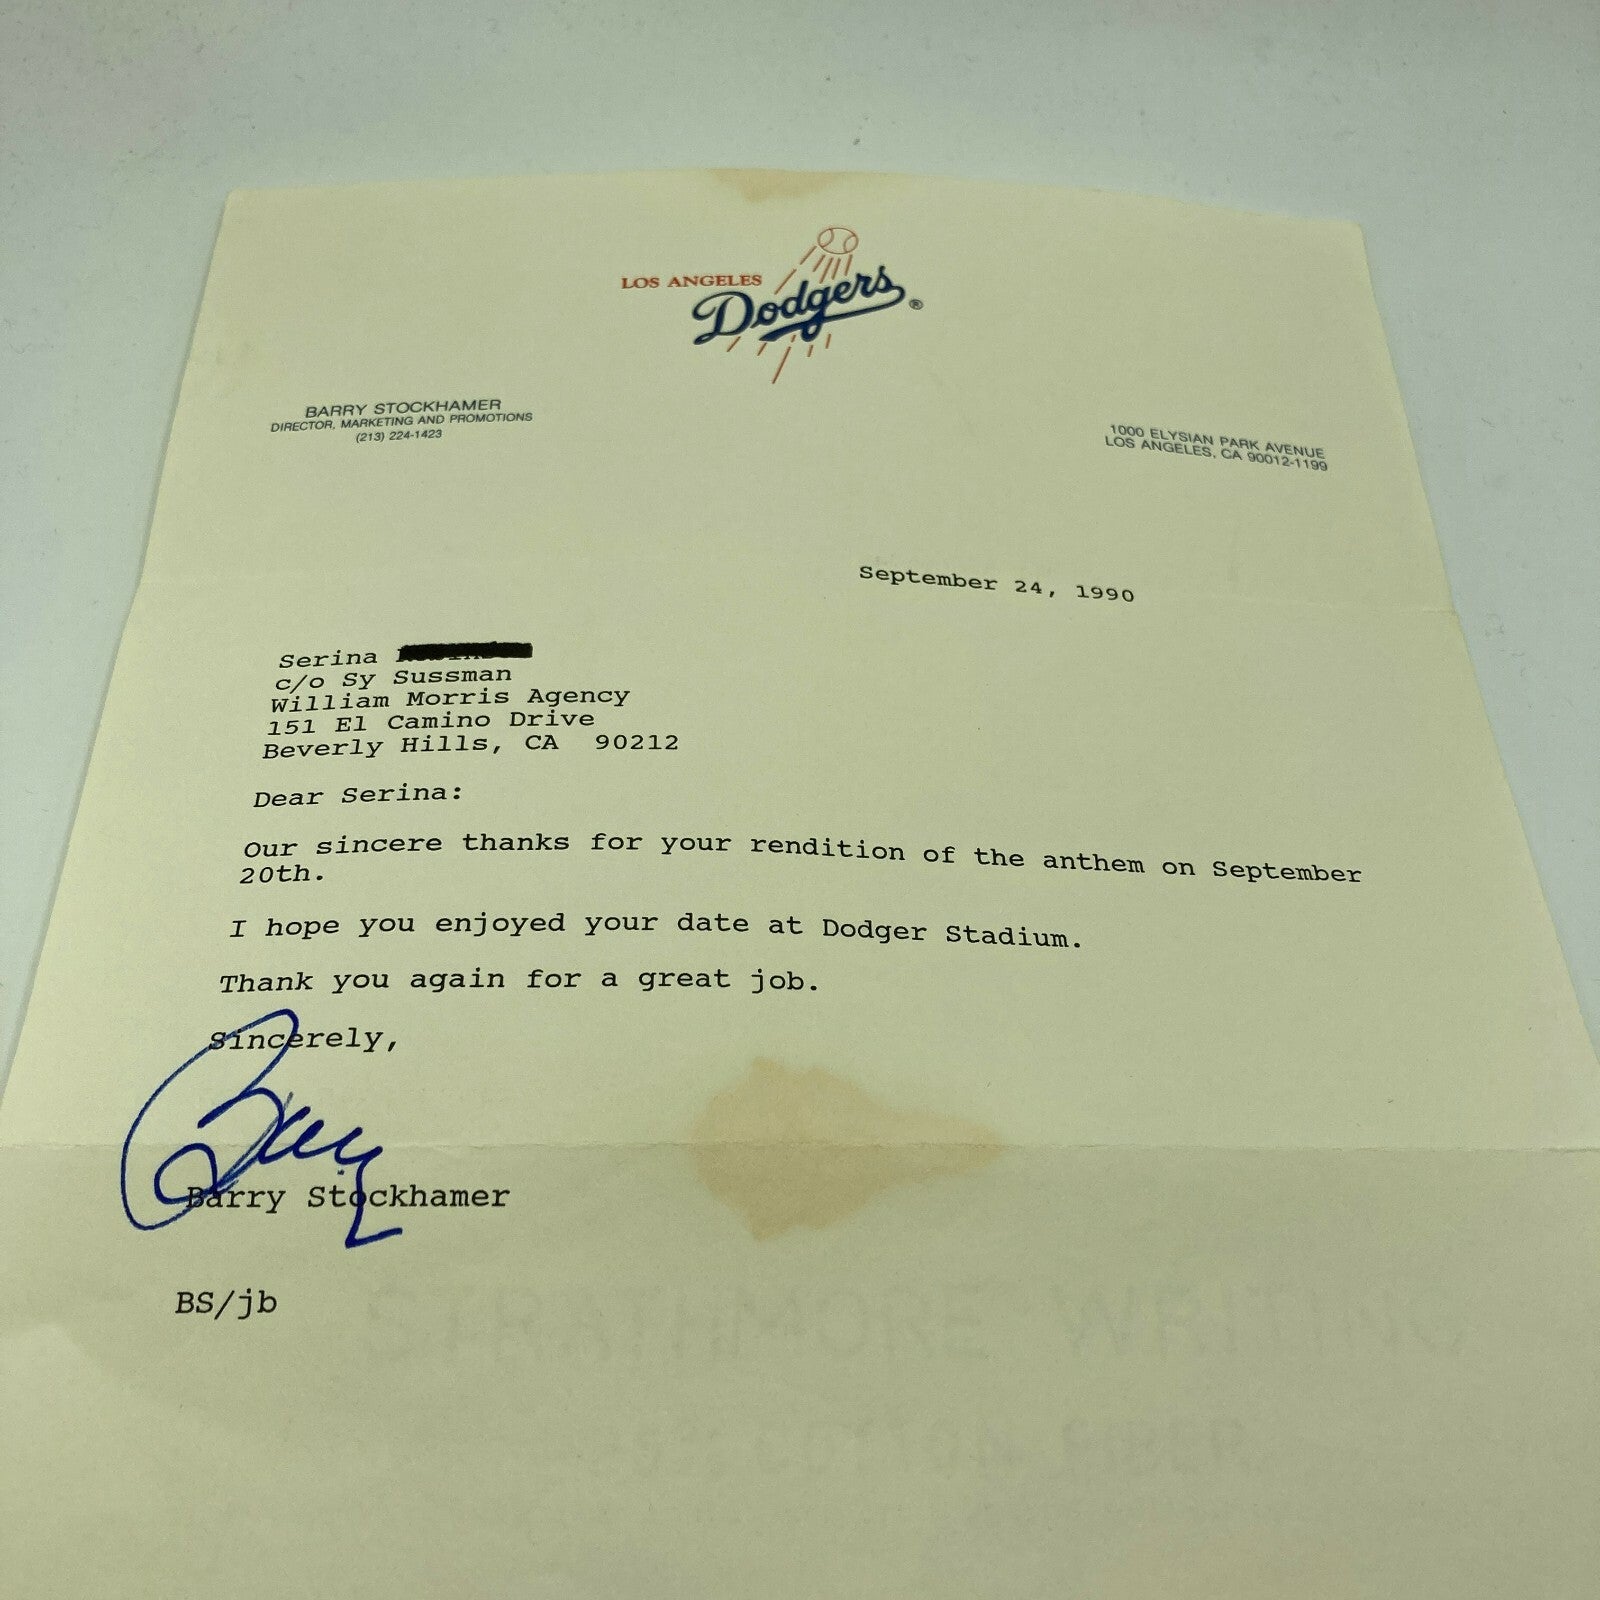 LOS ANGELES
Dodgers®
BARRY STOCKHAMER
DIRECTOR, MARKETING AND PROMOTIONS
(213) 224-1423
1000 ELYSIAN PARK AVENUE
LOS ANGELES, CA 90012-1199
September 24, 1990
Serina
c/o Sy Sussman
William Morris Agency
151 El Camino Drive
Beverly Hills, CA 90212
Dear Serina:
Our sincere thanks for your rendition of the anthem on September
20th.
I hope you enjoyed your date at Dodger Stadium.
Thank you again for a great job.
Sincerely,
Barry
Barry Stockhamer
BS/jb